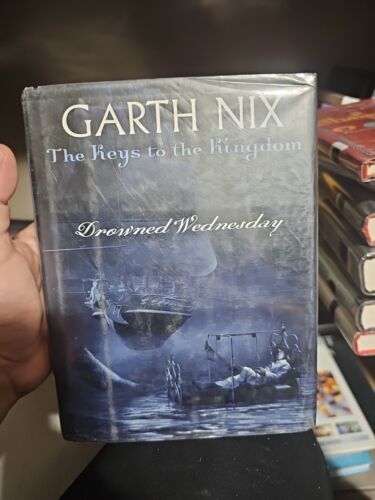 GARTH NIX
The Keys to the Kingdom
Drowned Wednesday